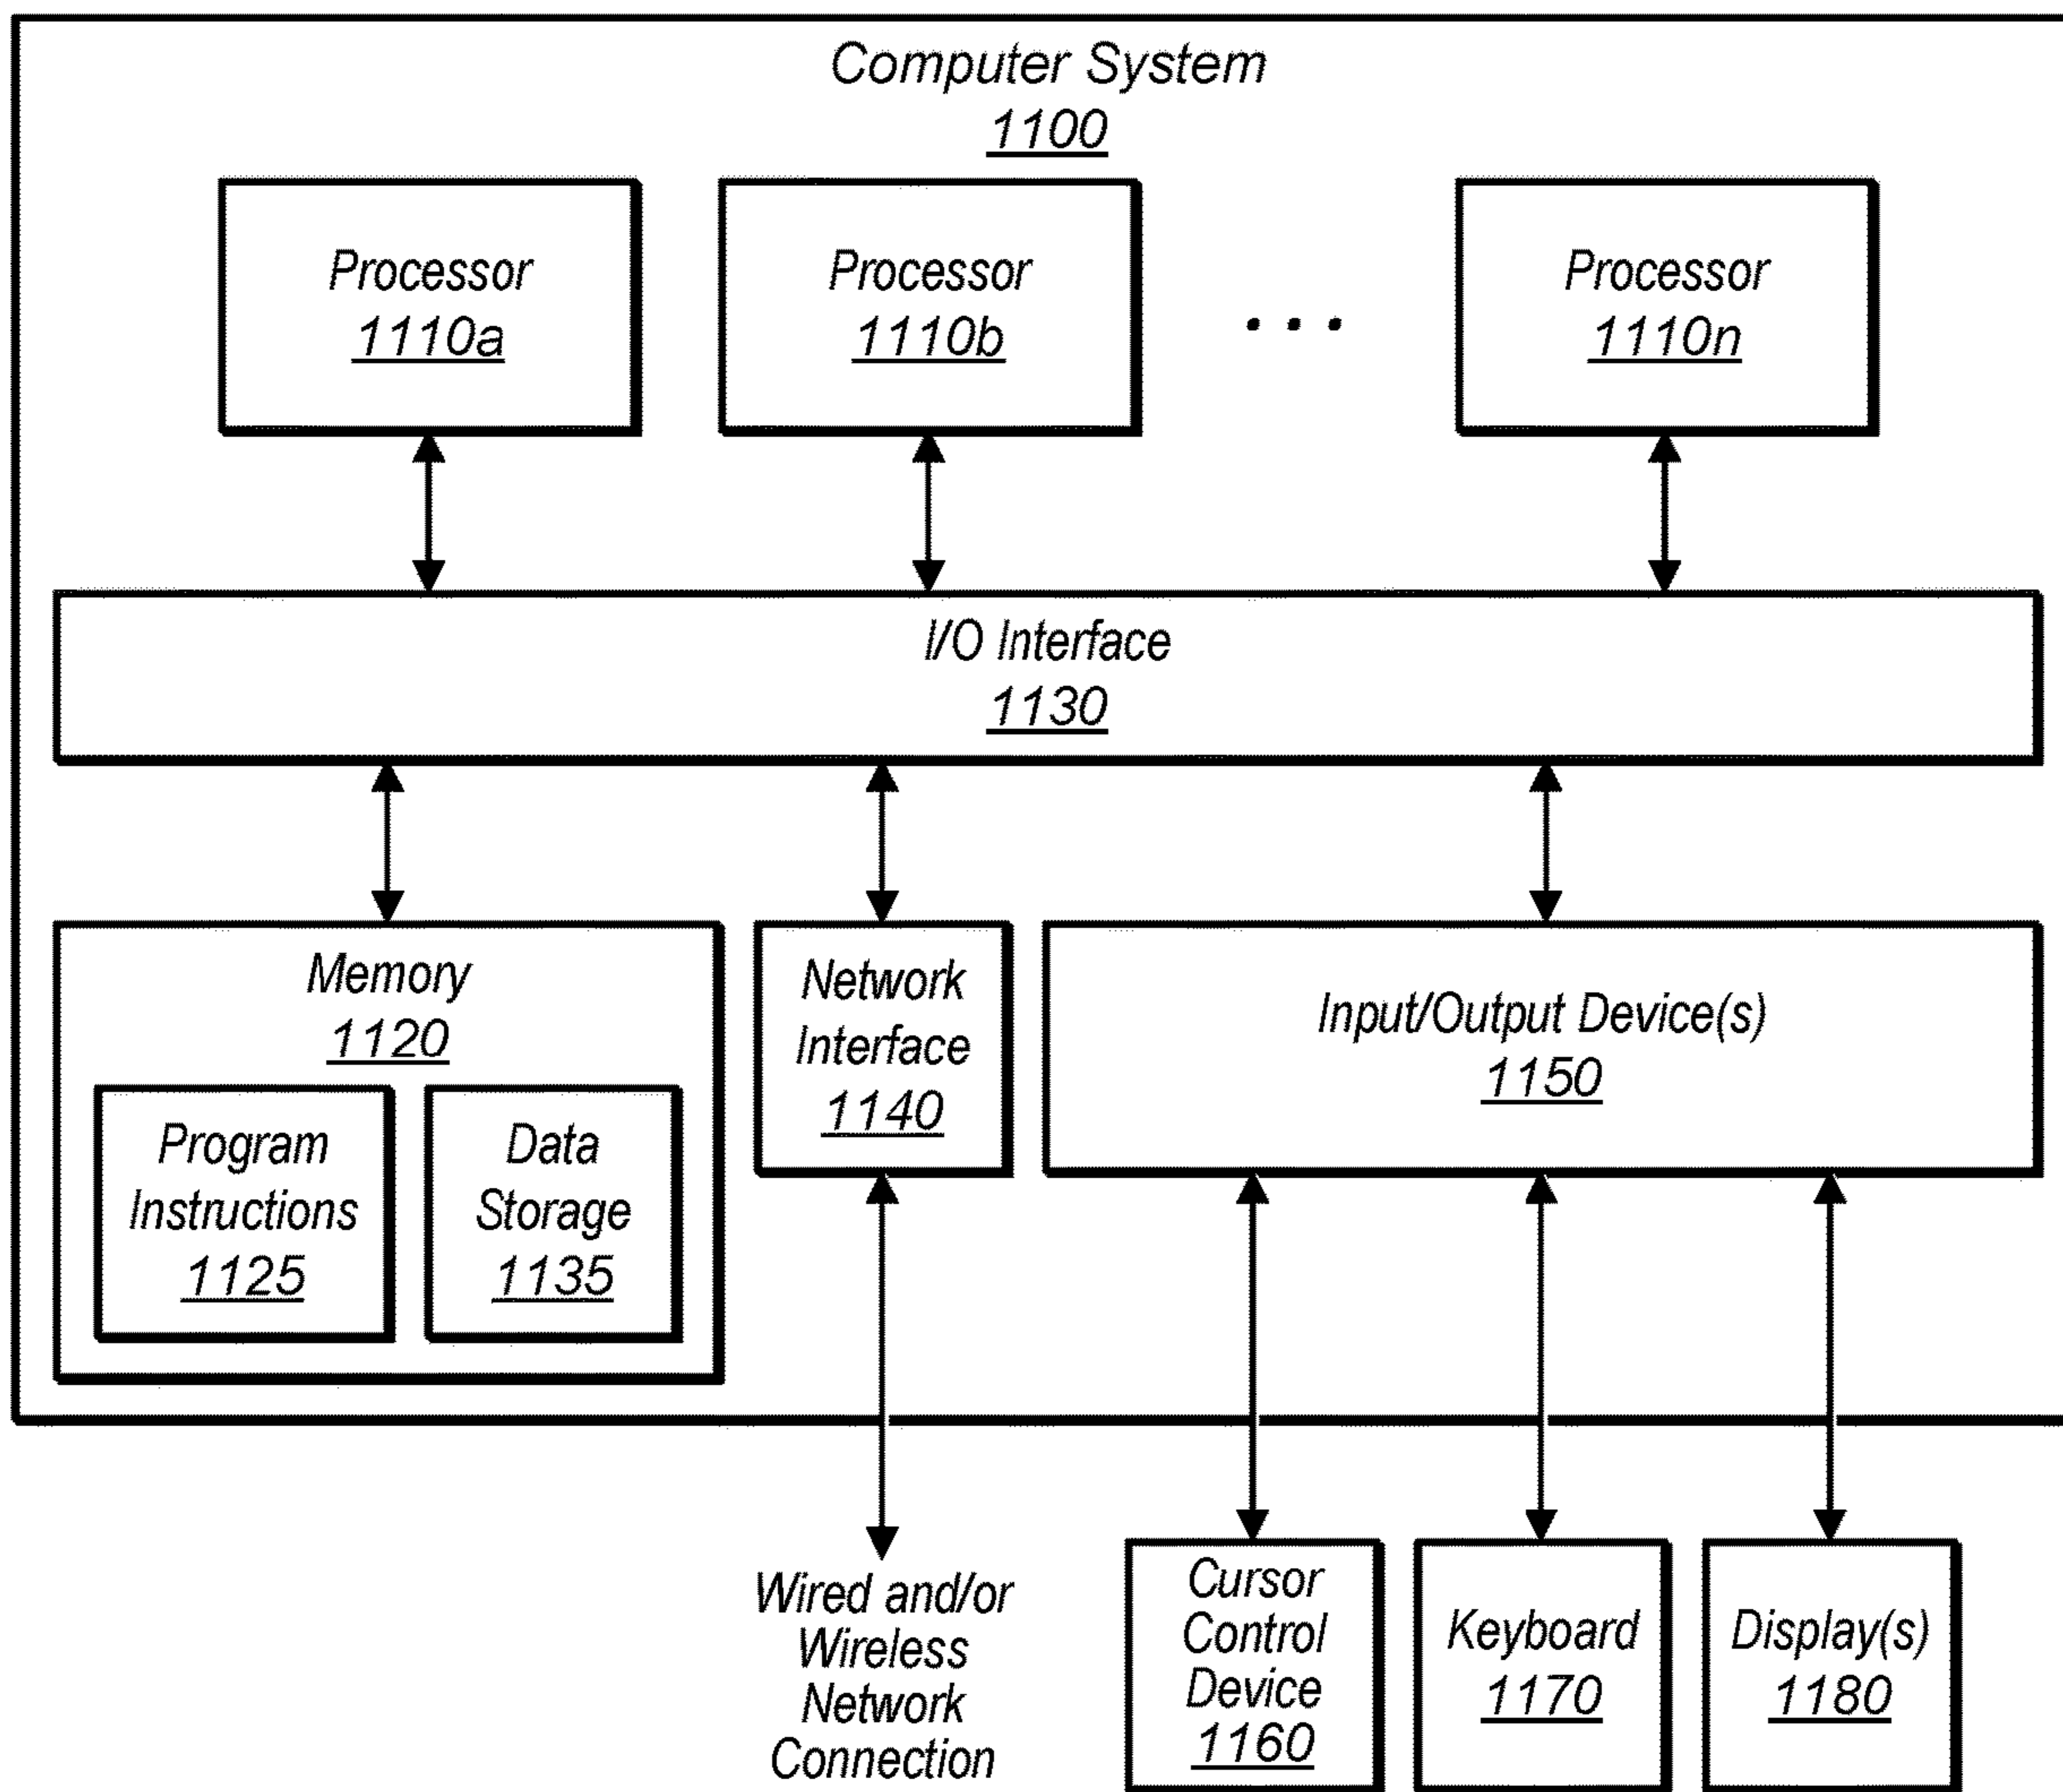 Computer System
1100
Processor
1110a
Processor
1110b
. . .
Processor
1110n
I/O Interface
1130
Memory
1120
Program
Instructions
1125
Data
Storage
1135
Network
Interface
1140
Input/Output Device(s)
1150
Wired and/or
Wireless
Network
Connection
Cursor
Control
Device
1160
Keyboard
1170
Display(s)
1180